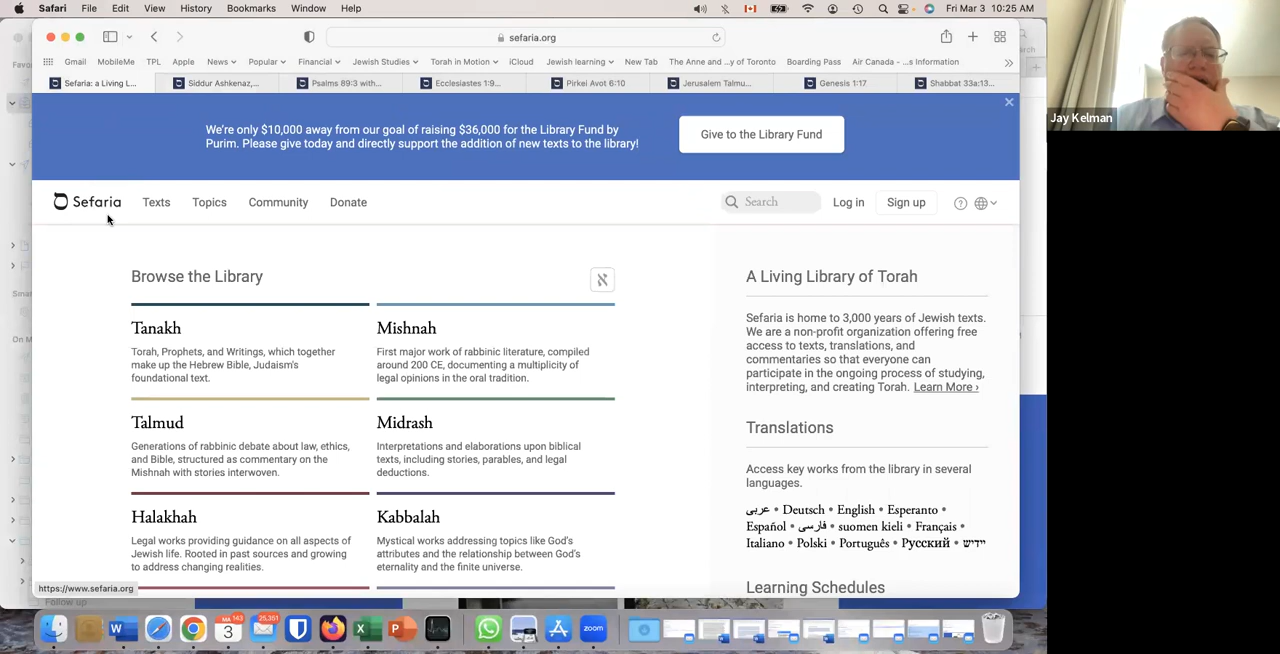 Safari File Edit View History Bookmarks Window Help
Fri Mar 3 10:25 AM
sefaria.org
Gmail MobileMe TPL Apple News Popular Financial Jewish Studies Torah in Motion iCloud Jewish learning New Tab The Anne and ...y of Toronto Boarding Pass Air Canada - ...s Information
Sefaria: a Living L... Siddur Ashkenaz,... Psalms 89:3 with... Ecclesiastes 1:9... Pirkei Avot 6:10 Jerusalem Talmu... Genesis 1:17 Shabbat 33a:13...
We're only $10,000 away from our goal of raising $36,000 for the Library Fund by
Purim. Please give today and directly support the addition of new texts to the library!
Give to the Library Fund
Sefaria Texts Topics Community Donate Search Log in Sign up
Browse the Library
א
Tanakh
Torah, Prophets, and Writings, which together
make up the Hebrew Bible, Judaism's
foundational text.
Mishnah
First major work of rabbinic literature, compiled
around 200 CE, documenting a multiplicity of
legal opinions in the oral tradition.
Talmud
Generations of rabbinic debate about law, ethics,
and Bible, structured as commentary on the
Mishnah with stories interwoven.
Midrash
Interpretations and elaborations upon biblical
texts, including stories, parables, and legal
deductions.
Halakhah
Legal works providing guidance on all aspects of
Jewish life. Rooted in past sources and growing
to address changing realities.
Kabbalah
Mystical works addressing topics like God's
attributes and the relationship between God's
eternality and the finite universe.
A Living Library of Torah
Sefaria is home to 3,000 years of Jewish texts.
We are a non-profit organization offering free
access to texts, translations, and
commentaries so that everyone can
participate in the ongoing process of studying,
interpreting, and creating Torah. Learn More ›
Translations
Access key works from the library in several
languages.
عربى • Deutsch • English • Esperanto •
Español • فارسی • suomen kieli • Français •
Italiano • Polski • Português • Русский • יידיש
Learning Schedules
https://www.sefaria.org
Follow up
MAR 163
3
25,351
zoom
Jay Kelman